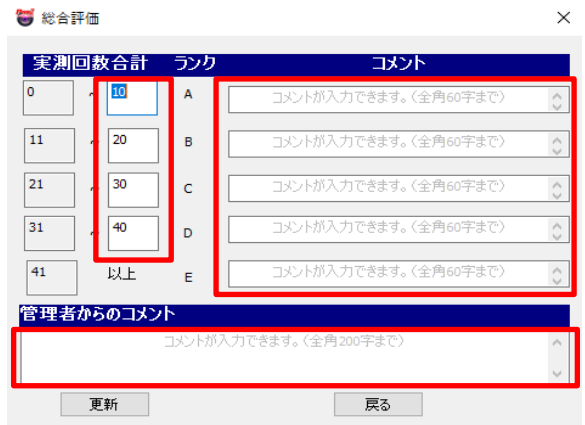 総合評価
実測回数合計 ランク コメント
0 ~ 10 A コメントが入力できます。(全角60字まで)
11 ~ 20 B コメントが入力できます。(全角60字まで)
21 ~ 30 C コメントが入力できます。(全角60字まで)
31 ~ 40 D コメントが入力できます。(全角60字まで)
41 以上 E コメントが入力できます。(全角60字まで)
管理者からのコメント
コメントが入力できます。(全角200字まで)
更新 戻る